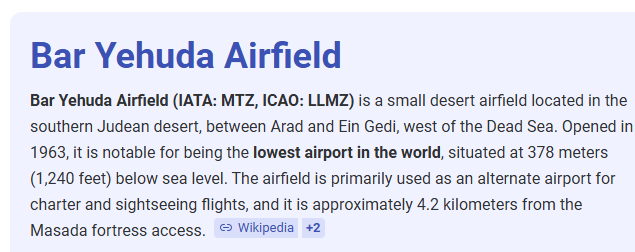 Bar Yehuda Airfield
Bar Yehuda Airfield (IATA: MTZ, ICAO: LLMZ) is a small desert airfield located in the
southern Judean desert, between Arad and Ein Gedi, west of the Dead Sea. Opened in
1963, it is notable for being the lowest airport in the world, situated at 378 meters
(1,240 feet) below sea level. The airfield is primarily used as an alternate airport for
charter and sightseeing flights, and it is approximately 4.2 kilometers from the
Masada fortress access. Wikipedia +2